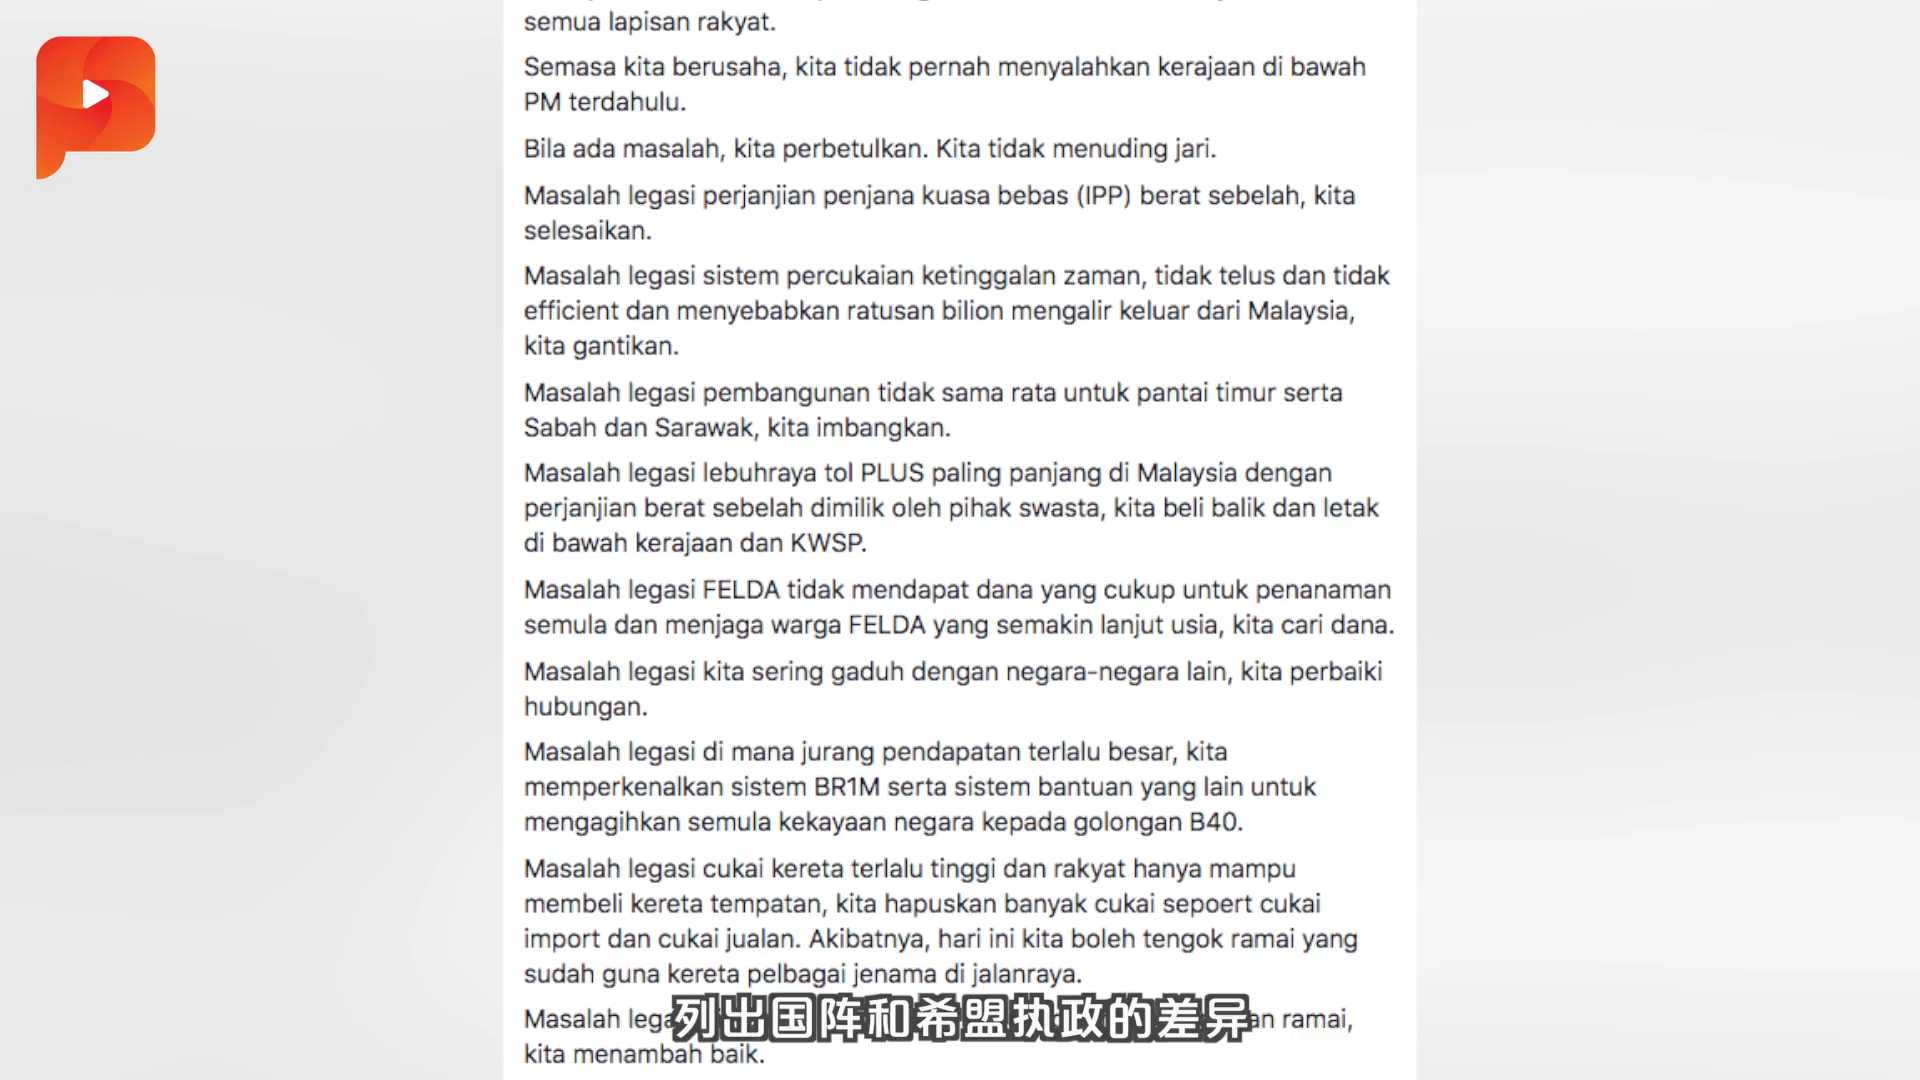 semua lapisan rakyat.
Semasa kita berusaha, kita tidak pernah menyalahkan kerajaan di bawah
PM terdahulu.
Bila ada masalah, kita perbetulkan. Kita tidak menuding jari.
Masalah legasi perjanjian penjana kuasa bebas (IPP) berat sebelah, kita
selesaikan.
Masalah legasi sistem percukaian ketinggalan zaman, tidak telus dan tidak
efficient dan menyebabkan ratusan bilion mengalir keluar dari Malaysia,
kita gantikan.
Masalah legasi pembangunan tidak sama rata untuk pantai timur serta
Sabah dan Sarawak, kita imbangkan.
Masalah legasi lebuhraya tol PLUS paling panjang di Malaysia dengan
perjanjian berat sebelah dimilik oleh pihak swasta, kita beli balik dan letak
di bawah kerajaan dan KWSP.
Masalah legasi FELDA tidak mendapat dana yang cukup untuk penanaman
semula dan menjaga warga FELDA yang semakin lanjut usia, kita cari dana.
Masalah legasi kita sering gaduh dengan negara-negara lain, kita perbaiki
hubungan.
Masalah legasi di mana jurang pendapatan terlalu besar, kita
memperkenalkan sistem BR1M serta sistem bantuan yang lain untuk
mengagihkan semula kekayaan negara kepada golongan B40.
Masalah legasi cukai kereta terlalu tinggi dan rakyat hanya mampu
membeli kereta tempatan, kita hapuskan banyak cukai sepoert cukai
import dan cukai jualan. Akibatnya, hari ini kita boleh tengok ramai yang
sudah guna kereta pelbagai jenama di jalanraya.
Masalah ramai,
列出国阵和希盟执政的差异
kita menambah baik.